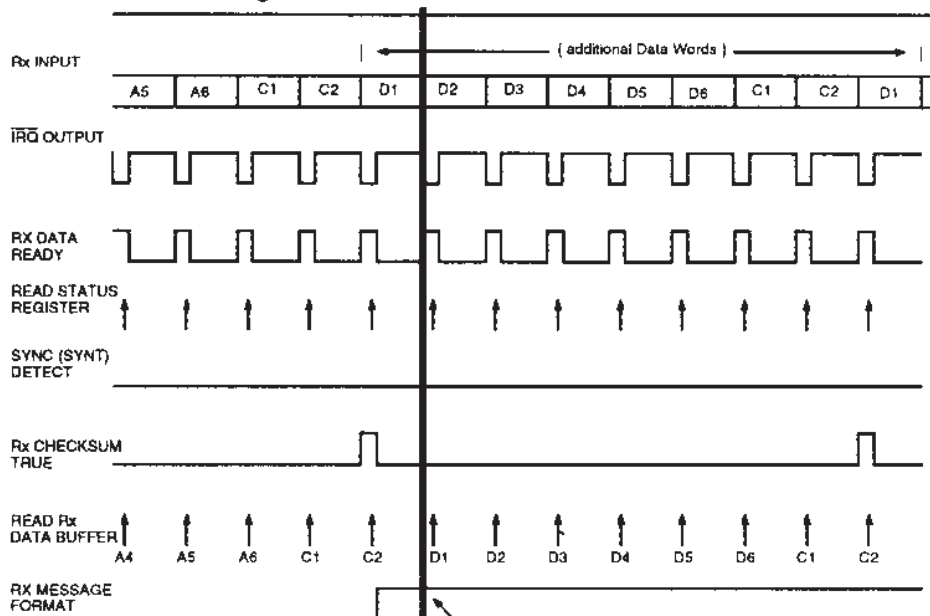 ( additional Data Words )
Rx INPUT
A5 A6 C1 C2 D1 D2 D3 D4 D5 D6 C1 C2 D1
IRQ OUTPUT
RX DATA
READY
READ STATUS
REGISTER
SYNC (SYNT)
DETECT
Rx CHECKSUM
TRUE
READ Rx
DATA BUFFER
A4 A5 A6 C1 C2 D1 D2 D3 D4 D5 D6 C1 C2
RX MESSAGE
FORMAT